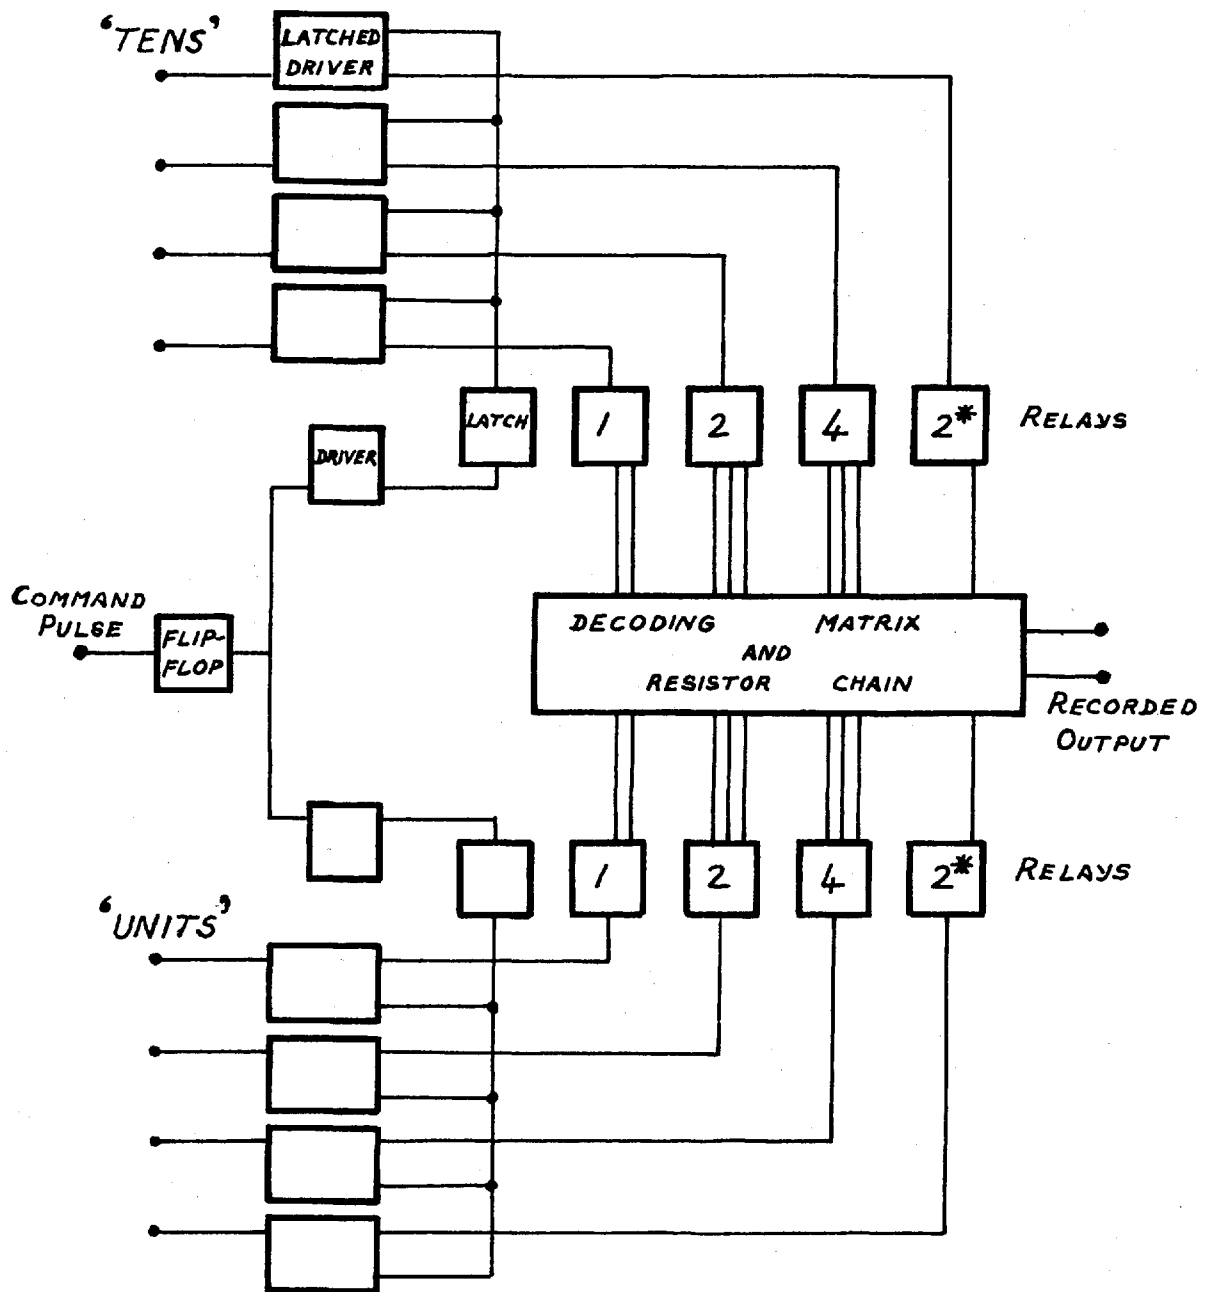 ‘TENS’
LATCHED
DRIVER
LATCH
1
2
4
2*
RELAYS
DRIVER
COMMAND
PULSE
FLIP-
FLOP
DECODING MATRIX
AND
RESISTOR CHAIN
RECORDED
OUTPUT
1
2
4
2*
RELAYS
‘UNITS’